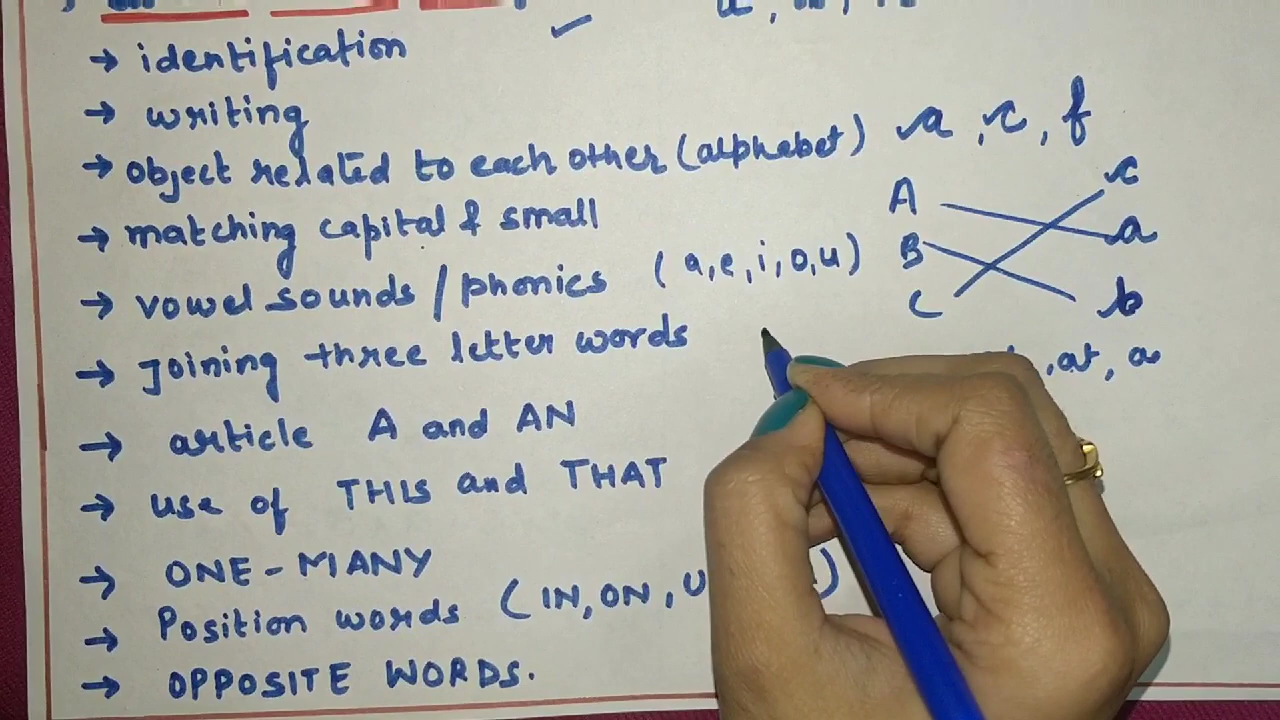 → identification
→ writing
→ object related to each other (alphabet) a, c, f
→ matching capital & small
A c
B a
C b
→ vowel sounds / phonics (a, e, i, o, u)
→ Joining three letter words
, at, a
→ article A and AN
→ use of THIS and THAT
→ ONE-MANY
→ Position words (IN, ON, U )
→ OPPOSITE WORDS.